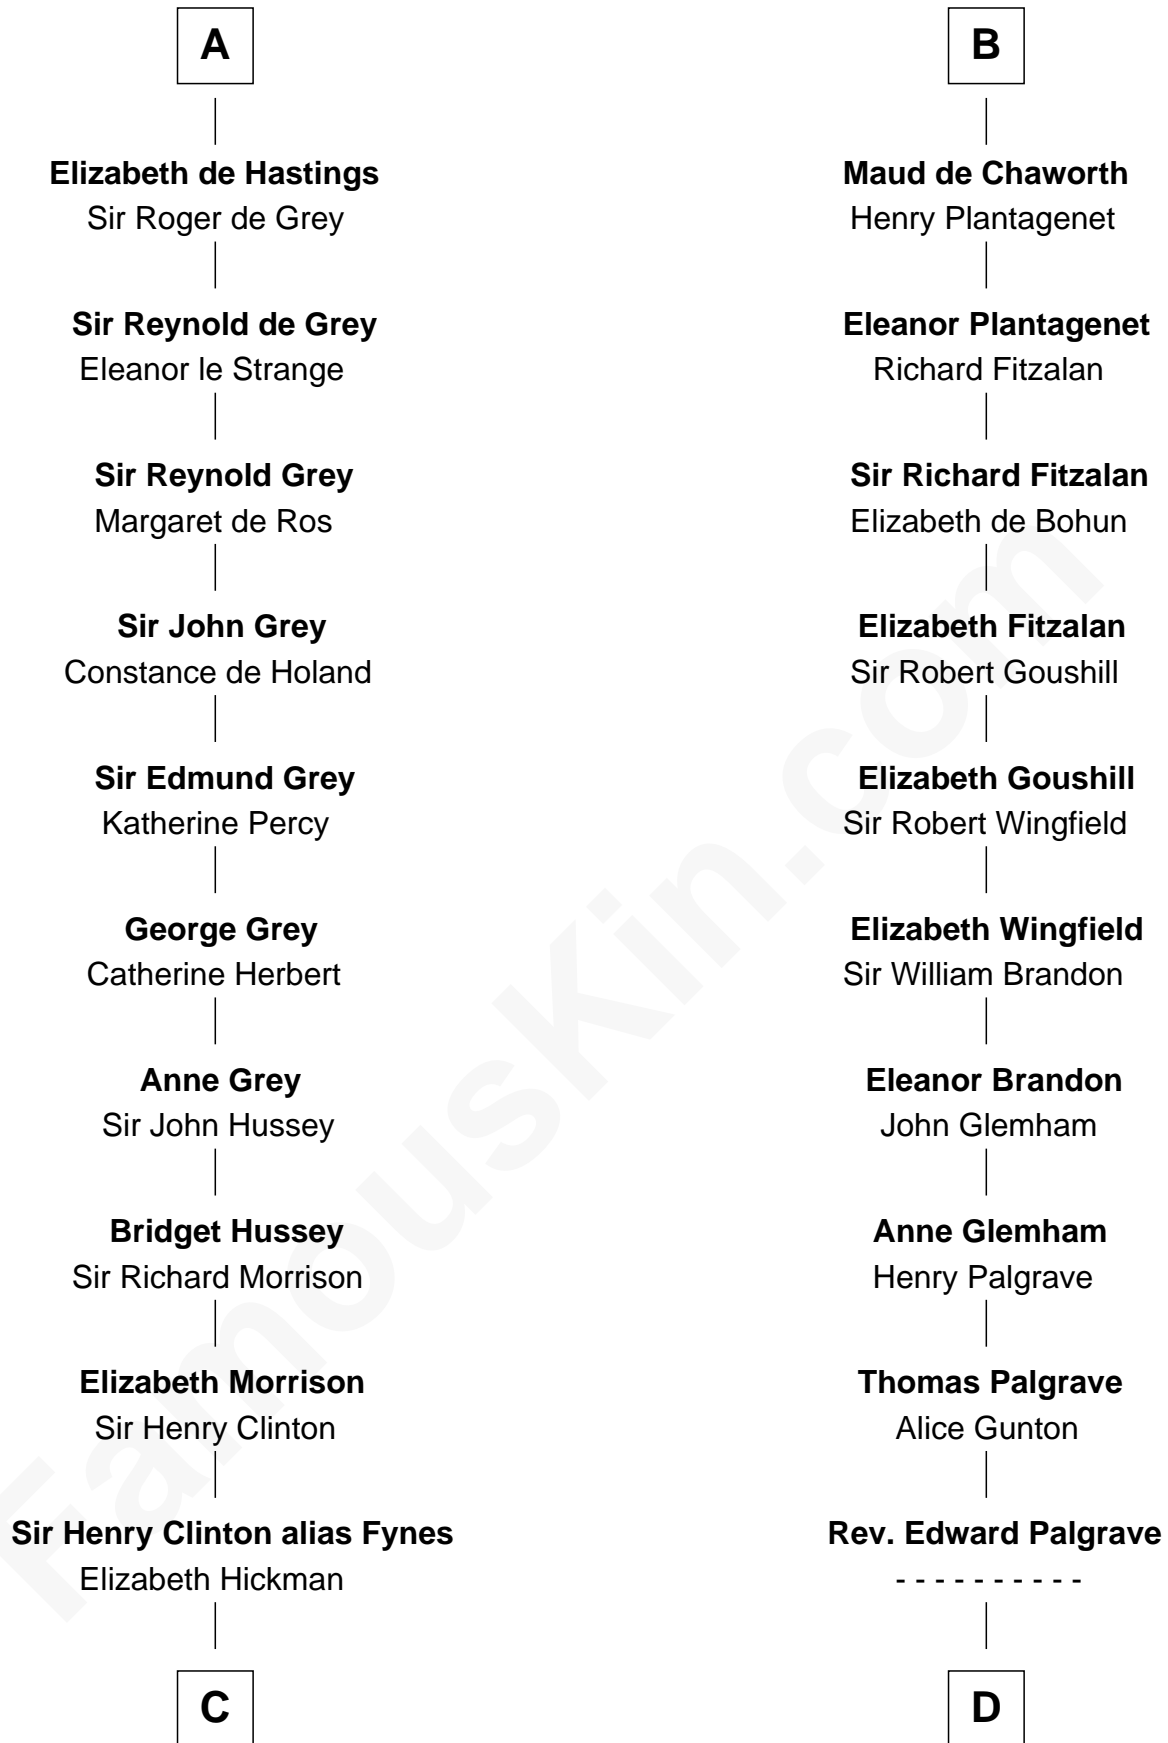 A
Elizabeth de Hastings
Sir Roger de Grey
Sir Reynold de Grey
Eleanor le Strange
Sir Reynold Grey
Margaret de Ros
Sir John Grey
Constance de Holand
Sir Edmund Grey
Katherine Percy
George Grey
Catherine Herbert
Anne Grey
Sir John Hussey
Bridget Hussey
Sir Richard Morrison
Elizabeth Morrison
Sir Henry Clinton
Sir Henry Clinton alias Fynes
Elizabeth Hickman
C
B
Maud de Chaworth
Henry Plantagenet
Eleanor Plantagenet
Richard Fitzalan
Sir Richard Fitzalan
Elizabeth de Bohun
Elizabeth Fitzalan
Sir Robert Goushill
Elizabeth Goushill
Sir Robert Wingfield
Elizabeth Wingfield
Sir William Brandon
Eleanor Brandon
John Glemham
Anne Glemham
Henry Palgrave
Thomas Palgrave
Alice Gunton
Rev. Edward Palgrave
- - - - - - - - - -
D
FamousKin.com